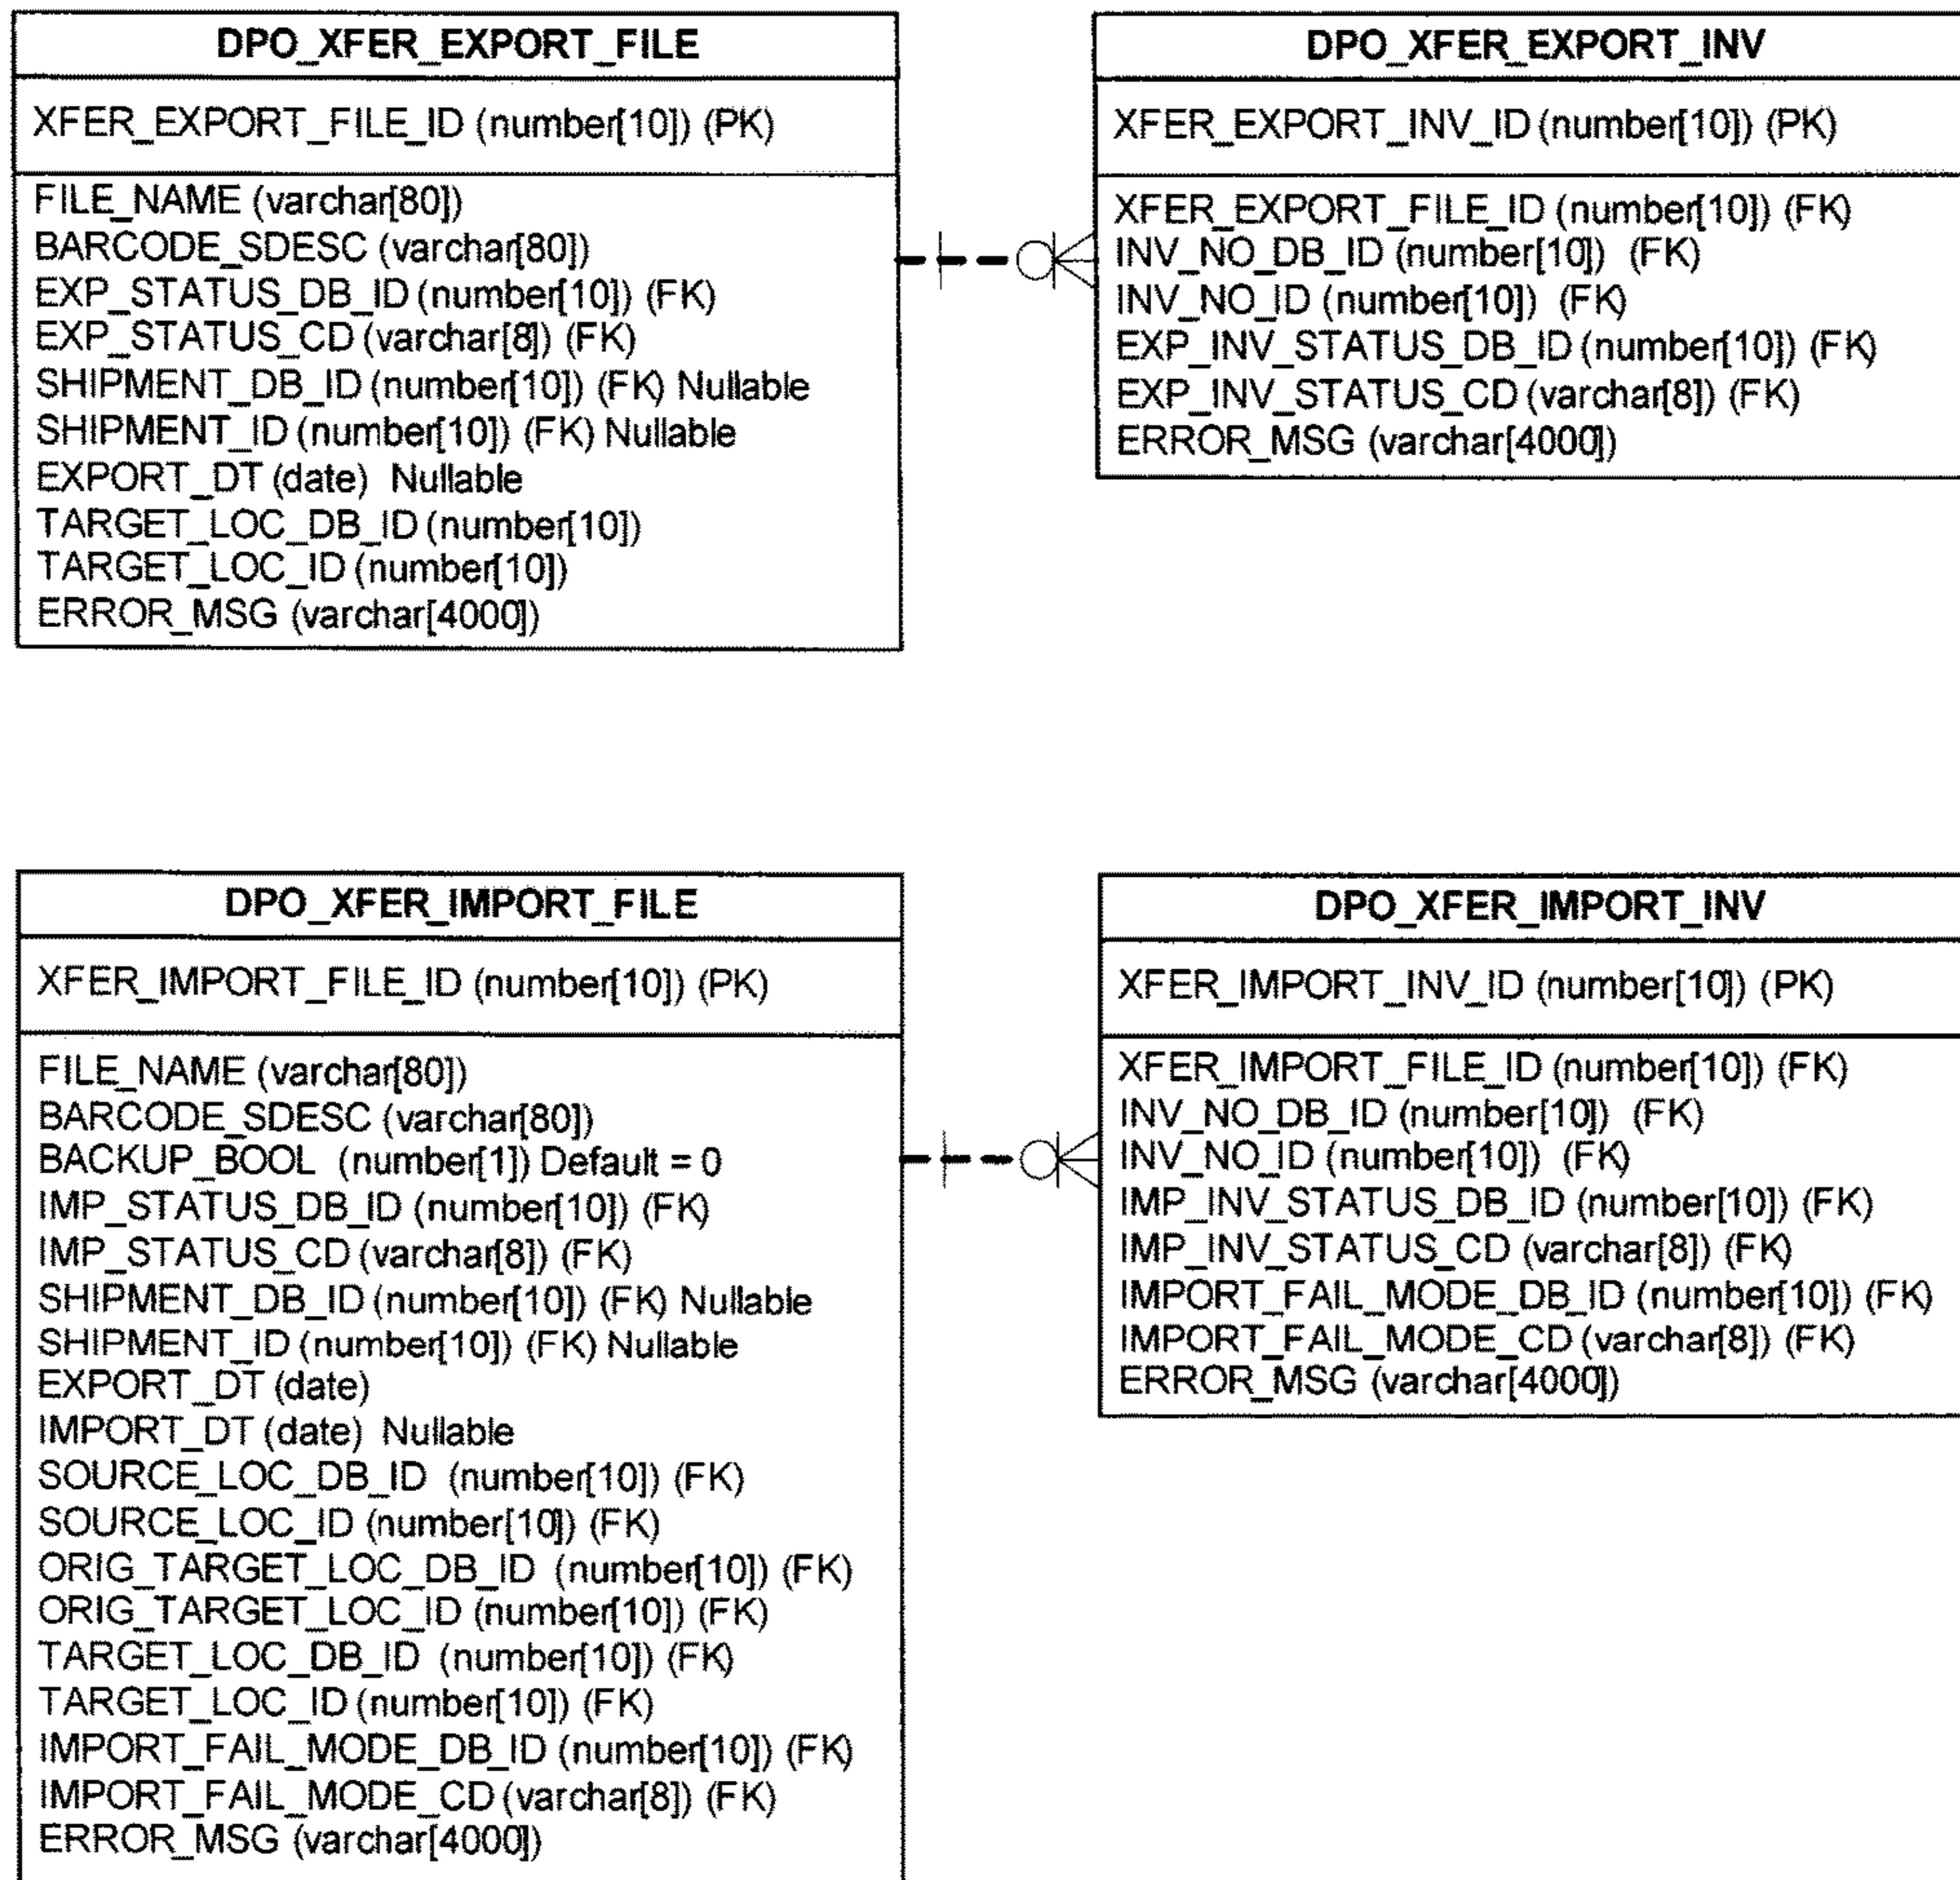 DPO_XFER_EXPORT_FILE
XFER_EXPORT_FILE_ID (number[10]) (PK)
FILE_NAME (varchar[80])
BARCODE_SDESC (varchar[80])
EXP_STATUS_DB_ID (number[10]) (FK)
EXP_STATUS_CD (varchar[8]) (FK)
SHIPMENT_DB_ID (number[10]) (FK) Nullable
SHIPMENT_ID (number[10]) (FK) Nullable
EXPORT_DT (date) Nullable
TARGET_LOC_DB_ID (number[10])
TARGET_LOC_ID (number[10])
ERROR_MSG (varchar[4000])
DPO_XFER_EXPORT_INV
XFER_EXPORT_INV_ID (number[10]) (PK)
XFER_EXPORT_FILE_ID (number[10]) (FK)
INV_NO_DB_ID (number[10]) (FK)
INV_NO_ID (number[10]) (FK)
EXP_INV_STATUS_DB_ID (number[10]) (FK)
EXP_INV_STATUS_CD (varchar[8]) (FK)
ERROR_MSG (varchar[4000])
DPO_XFER_IMPORT_FILE
XFER_IMPORT_FILE_ID (number[10]) (PK)
FILE_NAME (varchar[80])
BARCODE_SDESC (varchar[80])
BACKUP_BOOL (number[1]) Default = 0
IMP_STATUS_DB_ID (number[10]) (FK)
IMP_STATUS_CD (varchar[8]) (FK)
SHIPMENT_DB_ID (number[10]) (FK) Nullable
SHIPMENT_ID (number[10]) (FK) Nullable
EXPORT_DT (date)
IMPORT_DT (date) Nullable
SOURCE_LOC_DB_ID (number[10]) (FK)
SOURCE_LOC_ID (number[10]) (FK)
ORIG_TARGET_LOC_DB_ID (number[10]) (FK)
ORIG_TARGET_LOC_ID (number[10]) (FK)
TARGET_LOC_DB_ID (number[10]) (FK)
TARGET_LOC_ID (number[10]) (FK)
IMPORT_FAIL_MODE_DB_ID (number[10]) (FK)
IMPORT_FAIL_MODE_CD (varchar[8]) (FK)
ERROR_MSG (varchar[4000])
DPO_XFER_IMPORT_INV
XFER_IMPORT_INV_ID (number[10]) (PK)
XFER_IMPORT_FILE_ID (number[10]) (FK)
INV_NO_DB_ID (number[10]) (FK)
INV_NO_ID (number[10]) (FK)
IMP_INV_STATUS_DB_ID (number[10]) (FK)
IMP_INV_STATUS_CD (varchar[8]) (FK)
IMPORT_FAIL_MODE_DB_ID (number[10]) (FK)
IMPORT_FAIL_MODE_CD (varchar[8]) (FK)
ERROR_MSG (varchar[4000])